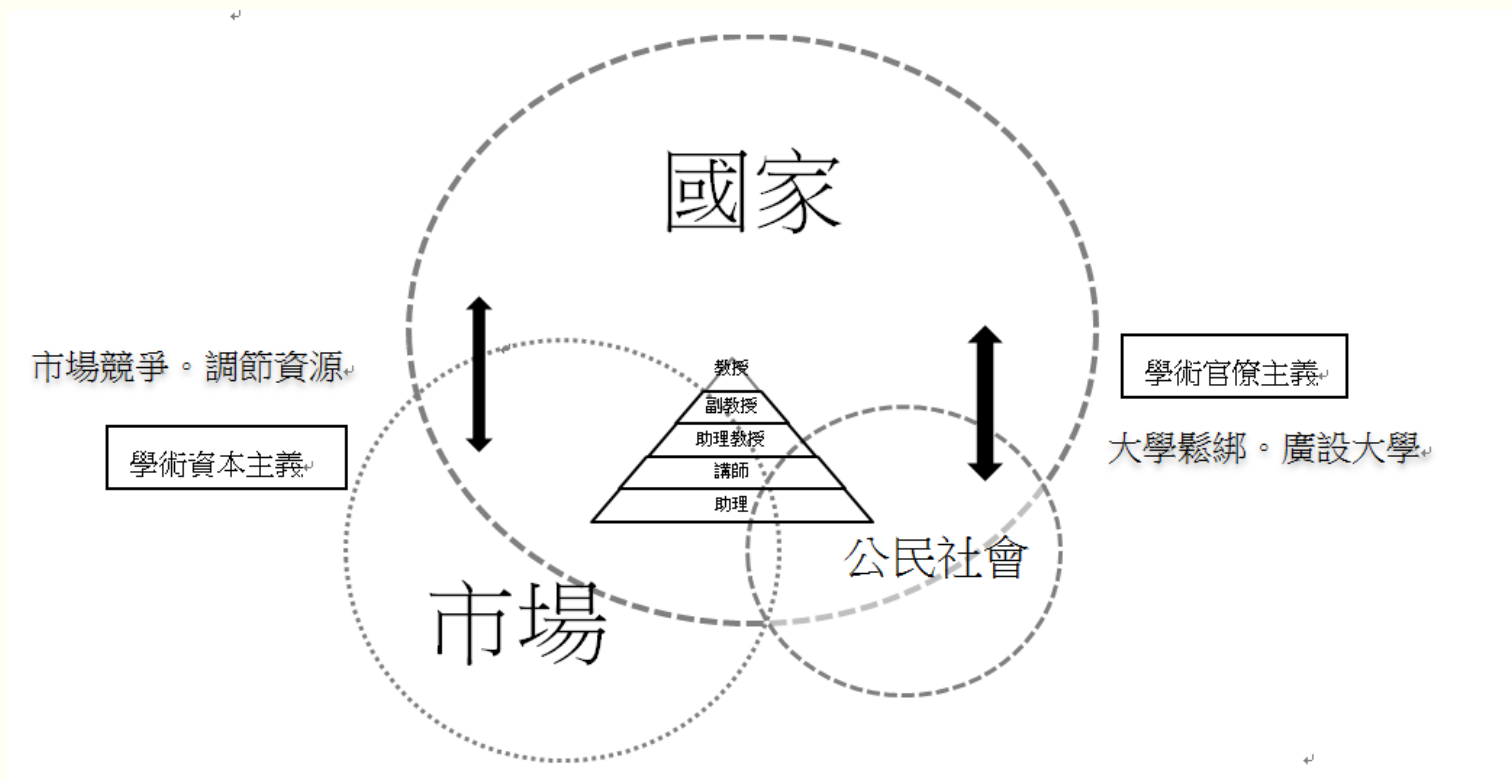 國家
市場競爭。調節資源
學術資本主義
教授
副教授
助理教授
講師
助理
學術官僚主義
大學鬆綁。廣設大學
公民社會
市場